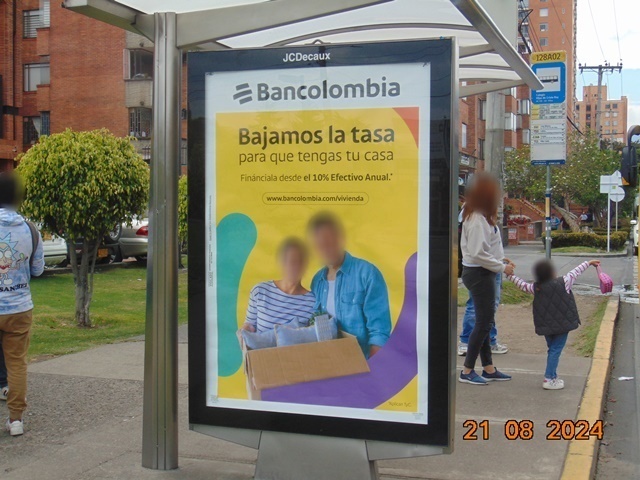 JCDecaux
Bancolombia
Bajamos la tasa
para que tengas tu casa
Finánciala desde el 10% Efectivo Anual.*
www.bancolombia.com/vivienda
128A02
21 08 2024